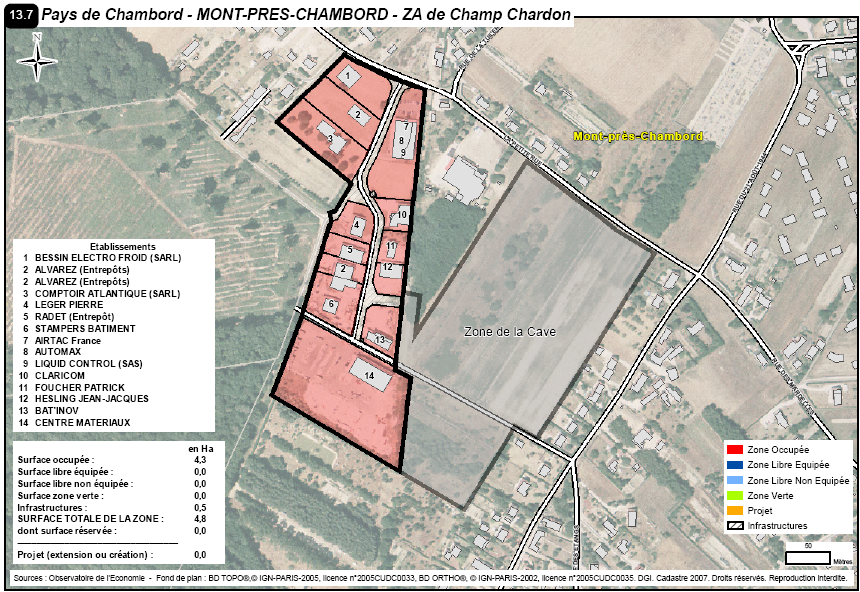 13.7 Pays de Chambord - MONT-PRES-CHAMBORD - ZA de Champ Chardon
N
Mont-près-Chambord
1
2
3
7
8
9
10
4
11
5
12
2
6
13
14
Zone de la Cave
Etablissements
1 BESSIN ELECTRO FROID (SARL)
2 ALVAREZ (Entrepôts)
2 ALVAREZ (Entrepôts)
3 COMPTOIR ATLANTIQUE (SARL)
4 LEGER PIERRE
5 RADET (Entrepôt)
6 STAMPERS BATIMENT
7 AIRTAC France
8 AUTOMAX
9 LIQUID CONTROL (SAS)
10 CLARICOM
11 FOUCHER PATRICK
12 HESLING JEAN-JACQUES
13 BAT'INOV
14 CENTRE MATERIAUX
en Ha
Surface occupée : 4,3
Surface libre équipée : 0,0
Surface libre non équipée : 0,0
Surface zone verte : 0,0
Infrastructures : 0,5
SURFACE TOTALE DE LA ZONE : 4,8
dont surface réservée : 0,0
Projet (extension ou création) : 0,0
Zone Occupée
Zone Libre Equipée
Zone Libre Non Equipée
Zone Verte
Projet
Infrastructures
50
Mètres
Sources : Observatoire de l'Economie - Fond de plan : BD TOPO®,© IGN-PARIS-2005, licence n°2005CUDC0033, BD ORTHO®, © IGN-PARIS-2002, licence n°2005CUDC0035. DGI. Cadastre 2007. Droits réservés. Reproduction Interdite.